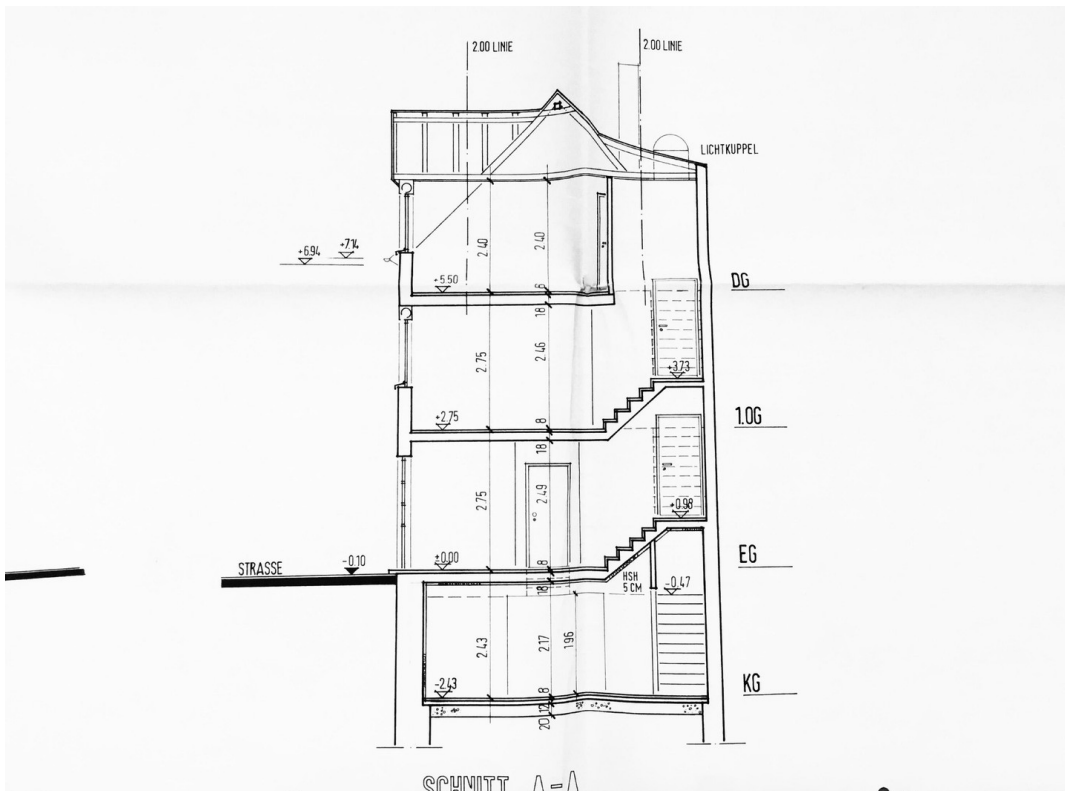 2.00 LINIE
2.00 LINIE
LICHTKUPPEL
+6.94
+7.14
2.40
2.40
+5.50
6
DG
18
2.75
2.46
+3.73
+2.75
8
1.OG
18
2.75
2.49
+0.98
STRASSE
-0.10
±0.00
8
EG
18
HSH
5 CM
-0.47
2.43
2.17
1.96
-2.43
8
KG
12
20
SCHNITT A-A